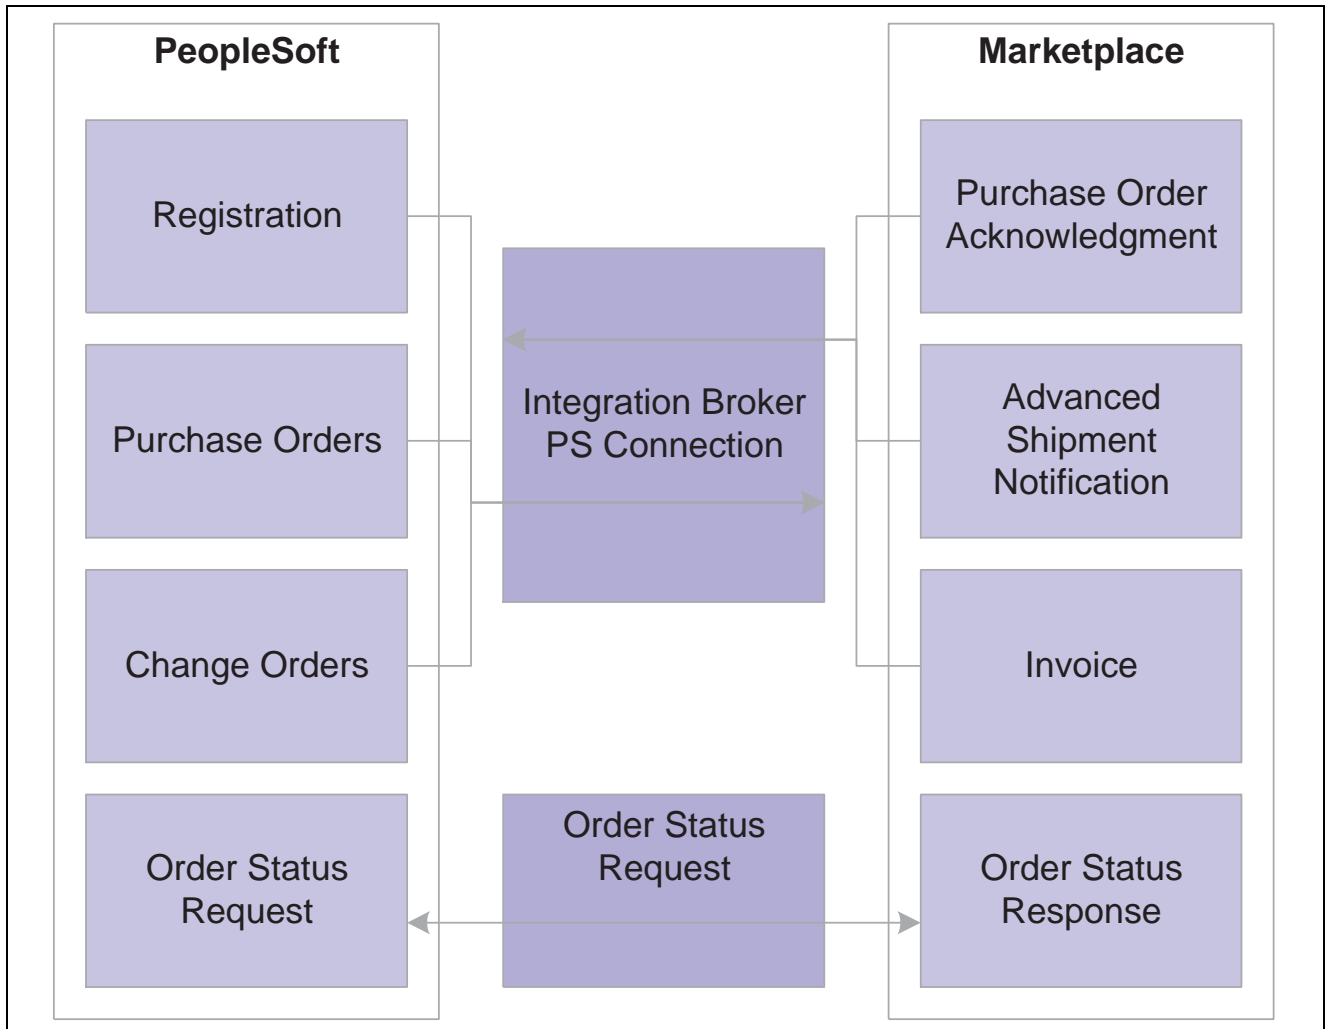 PeopleSoft
Registration
Purchase Orders
Change Orders
Order Status
Request
Integration Broker
PS Connection
Order Status
Request
Marketplace
Purchase Order
Acknowledgment
Advanced
Shipment
Notification
Invoice
Order Status
Response